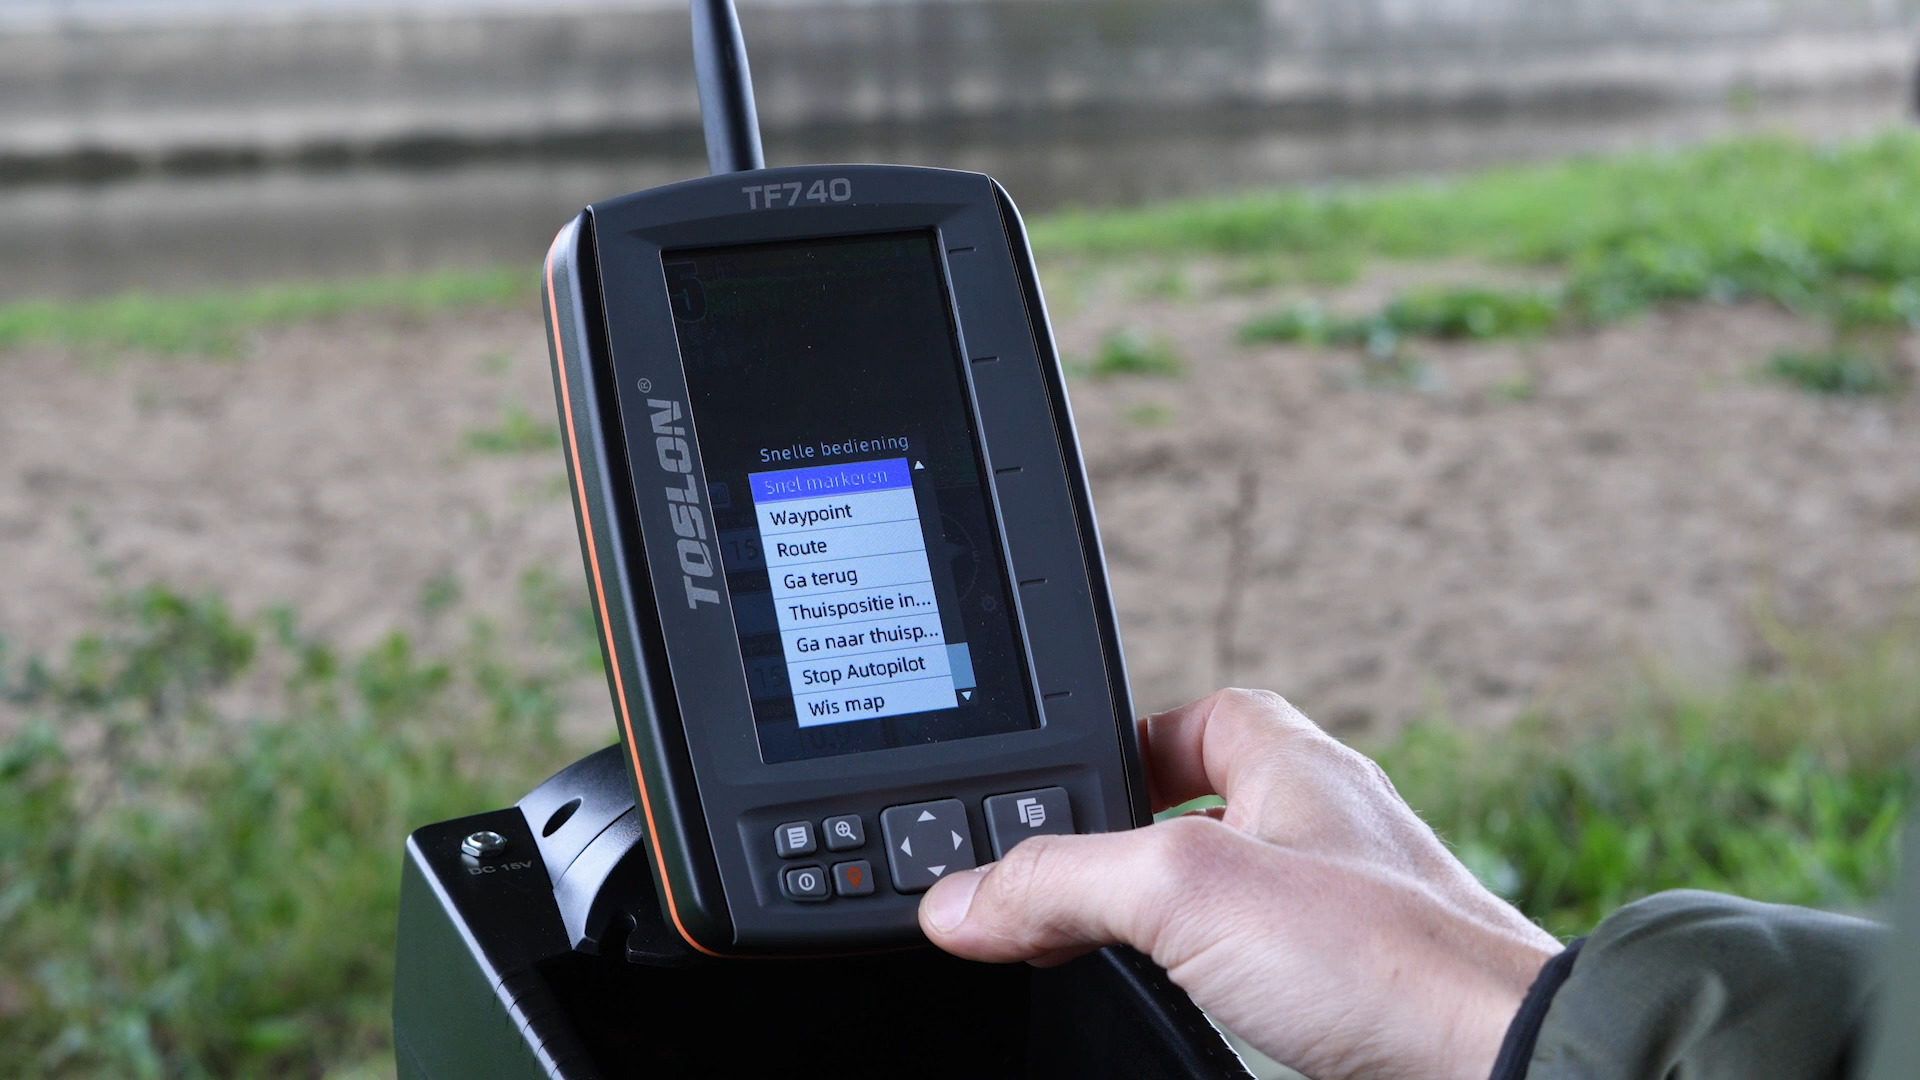 TF740
TOSLON®
5
Snelle bediening
Snel markeren
Waypoint
Route
Ga terug
Thuispositie in...
Ga naar thuisp...
Stop Autopilot
Wis map
DC 15V